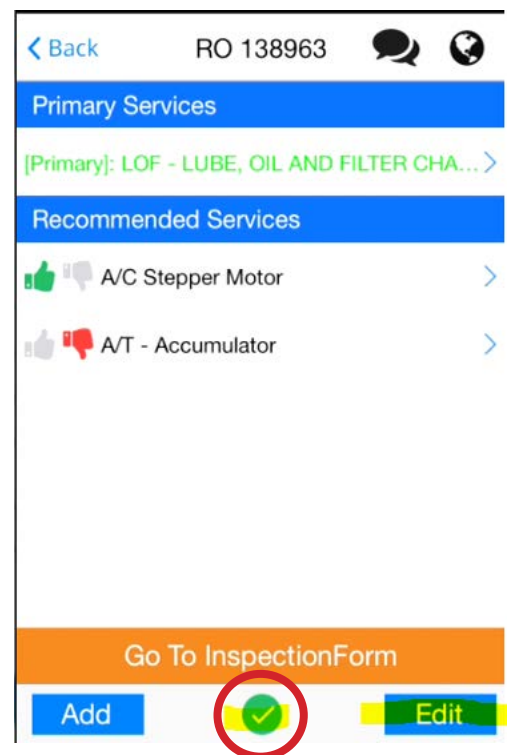 Back RO 138963
Primary Services
[Primary]: LOF - LUBE, OIL AND FILTER CHA...
Recommended Services
A/C Stepper Motor
A/T - Accumulator
Go To InspectionForm
Add Edit